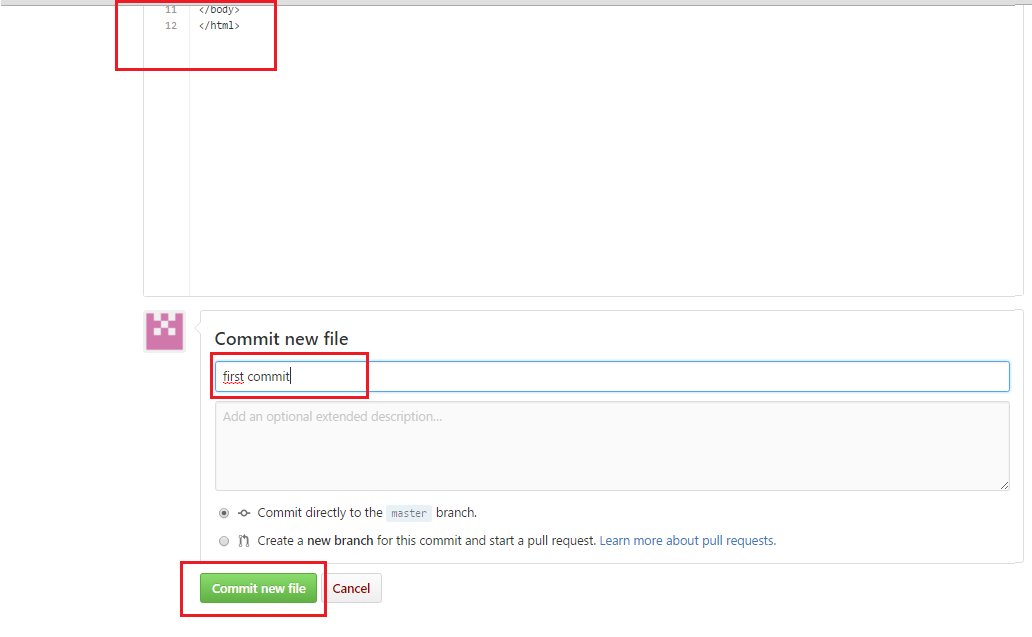 11 </body>
12 </html>
Commit new file
first commit
Add an optional extended description...
Commit directly to the master branch.
Create a new branch for this commit and start a pull request. Learn more about pull requests.
Commit new file Cancel